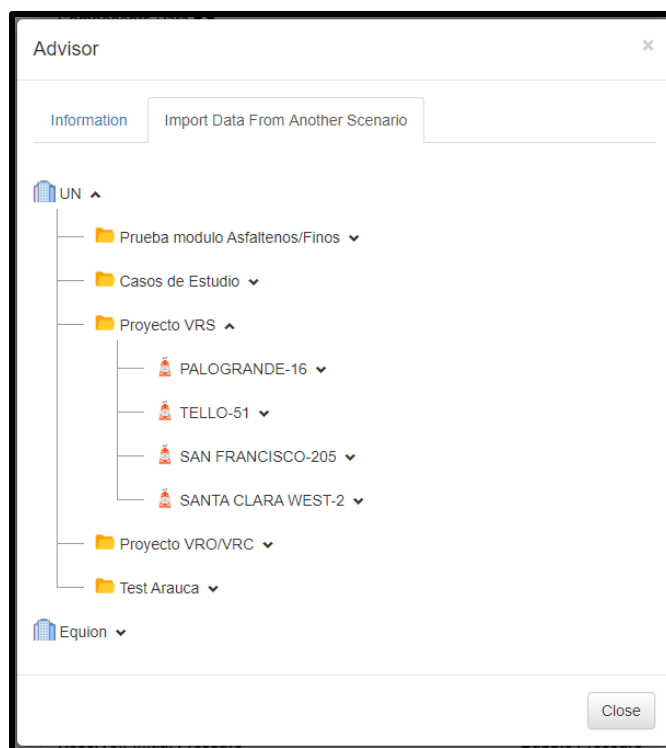 Advisor
×
Information
Import Data From Another Scenario
UN
Prueba modulo Asfaltenos/Finos
Casos de Estudio
Proyecto VRS
PALOGRANDE-16
TELLO-51
SAN FRANCISCO-205
SANTA CLARA WEST-2
Proyecto VRO/VRC
Test Arauca
Equion
Close